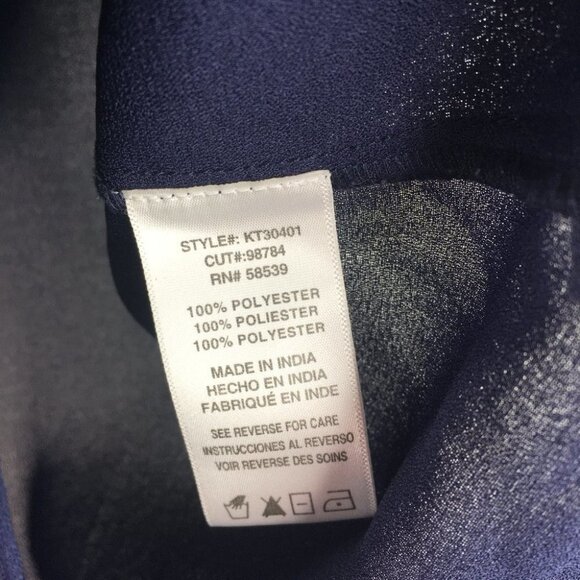 STYLE#: KT30401
CUT#:98784
RN# 58539
100% POLYESTER
100% POLIESTER
100% POLYESTER
MADE IN INDIA
HECHO EN INDIA
FABRIQUÉ EN INDE
SEE REVERSE FOR CARE
INSTRUCCIONES AL REVERSO
VOIR REVERSE DES SOINS